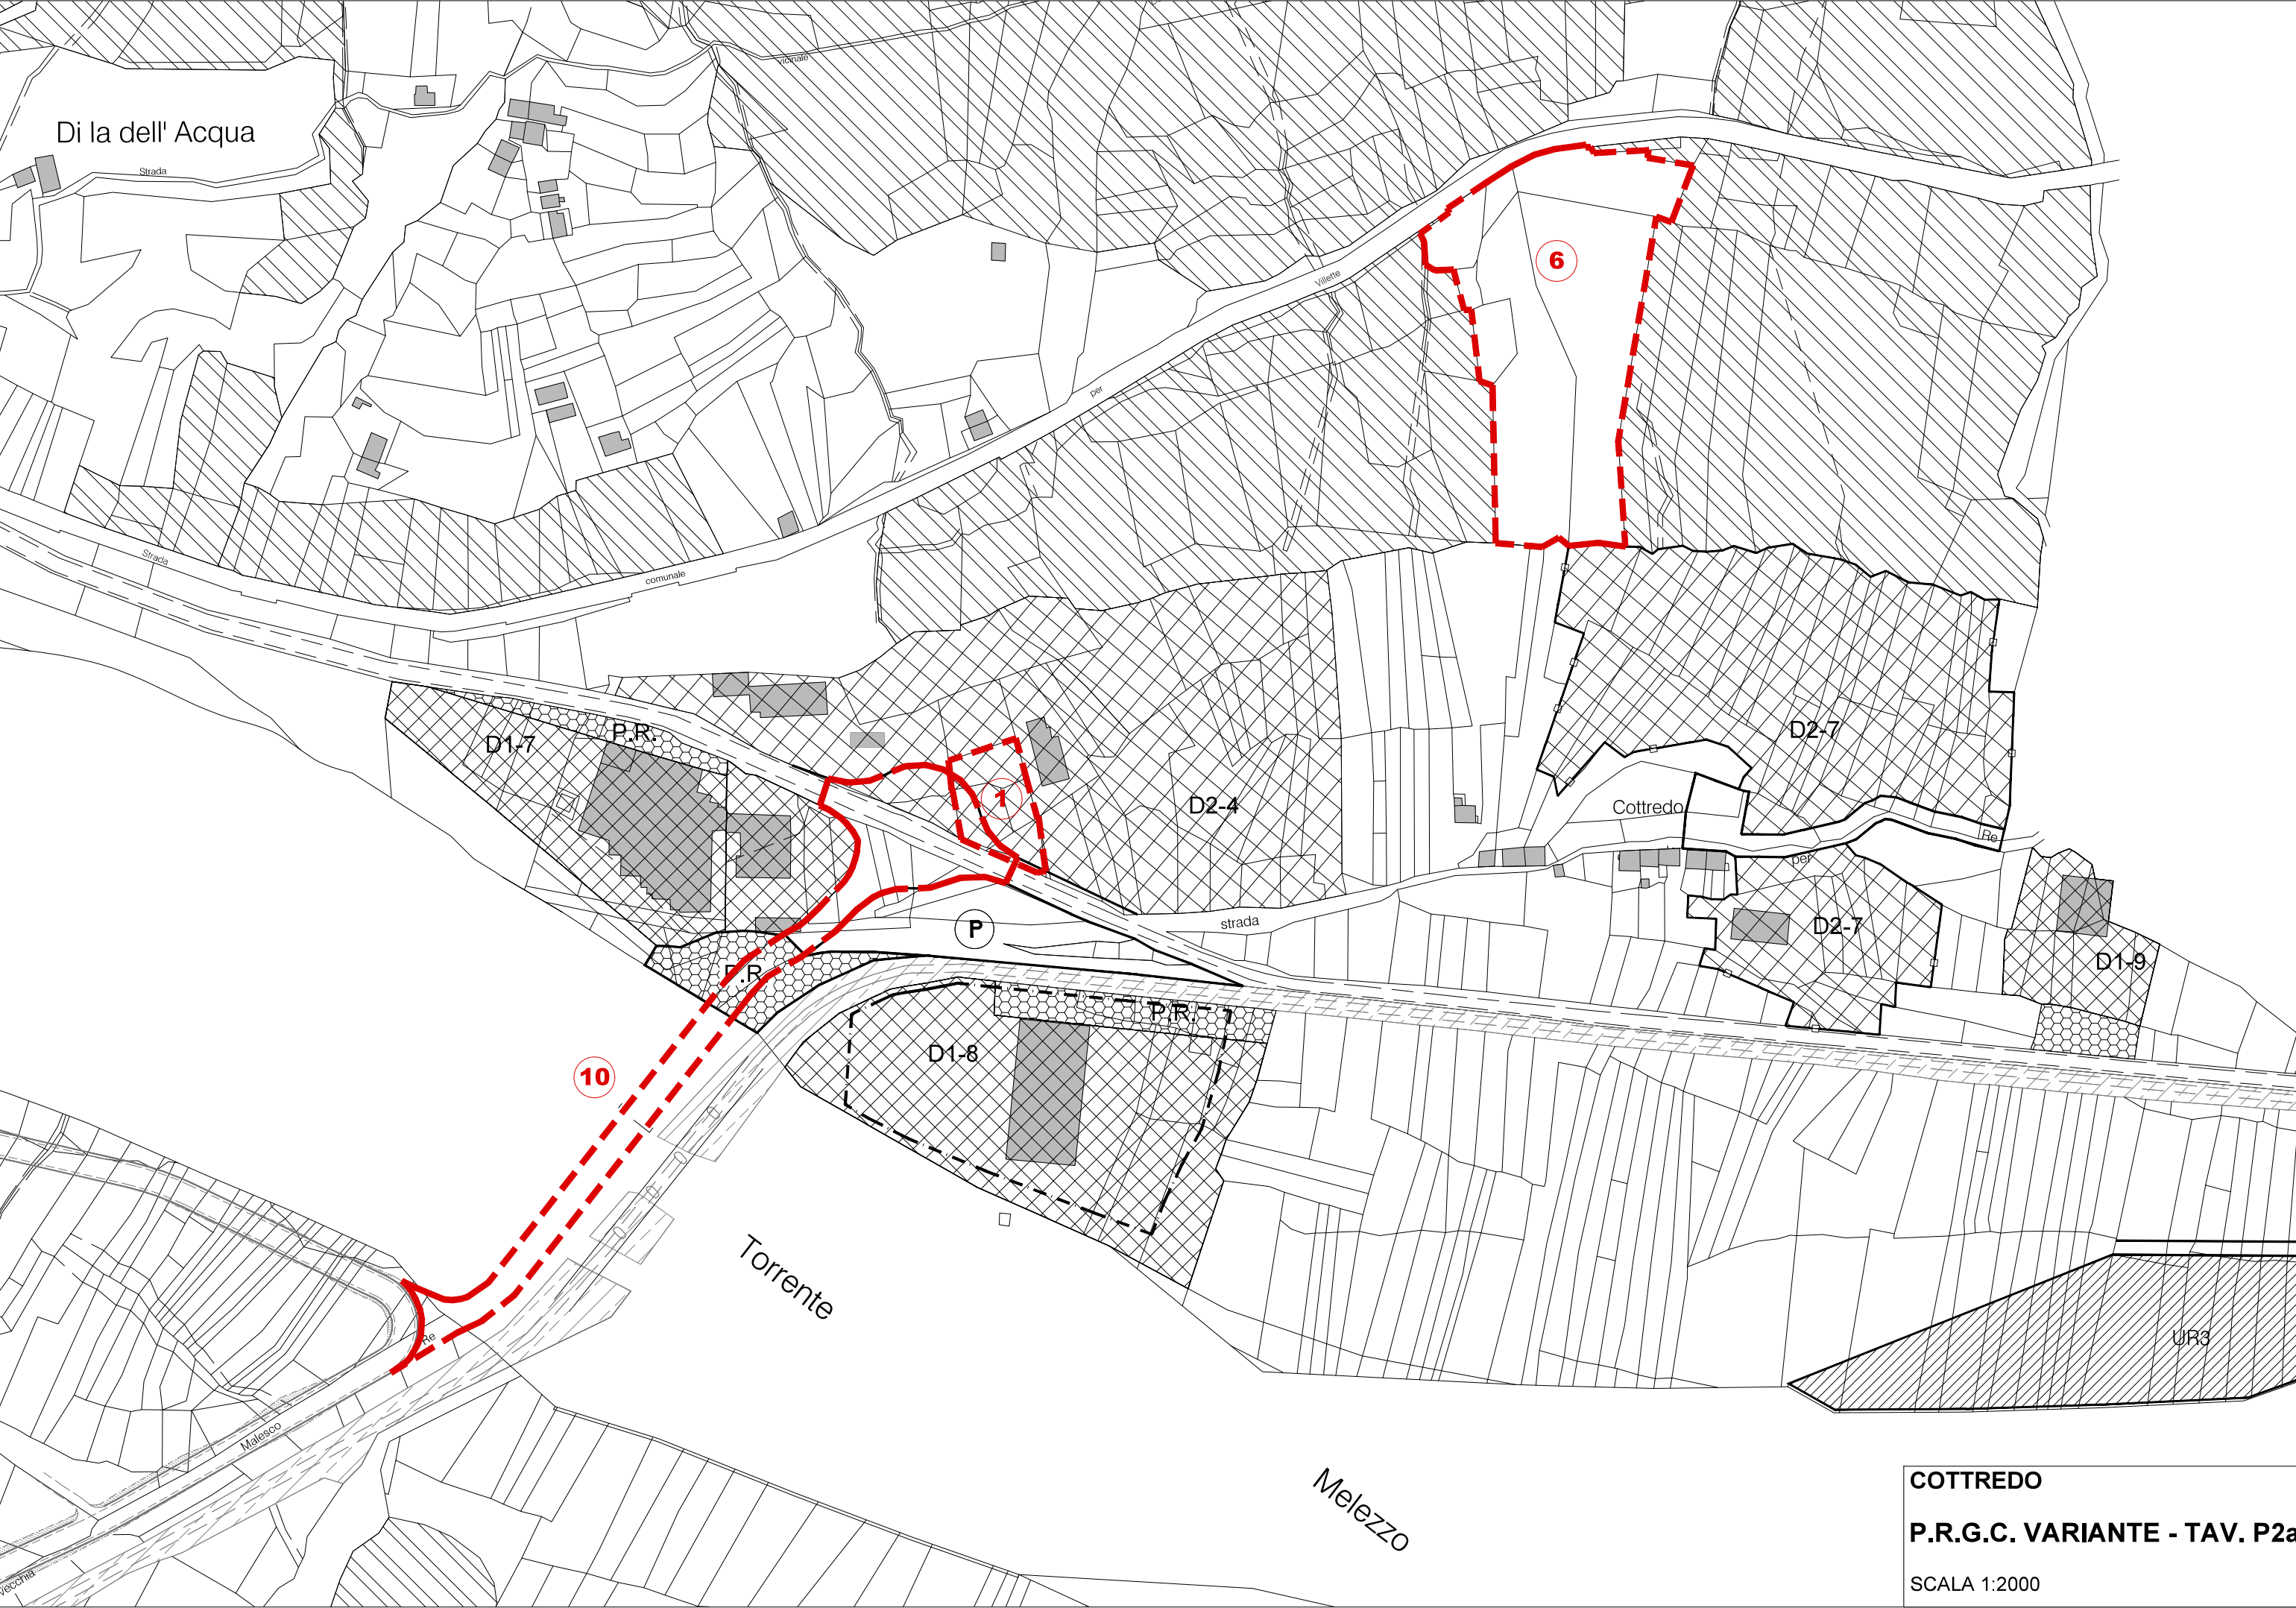 vicinale
Di la dell' Acqua
Strada
6
Villette
per
Strada
comunale
P.R.
D1-7
D2-7
1
D2-4
Cottredo
Re
per
strada
P
D2-7
D1-9
P.R.
P.R.
D1-8
10
Torrente
Re
UR3
Malesco
Melezzo
vecchia
COTTREDO
P.R.G.C. VARIANTE - TAV. P2a
SCALA 1:2000